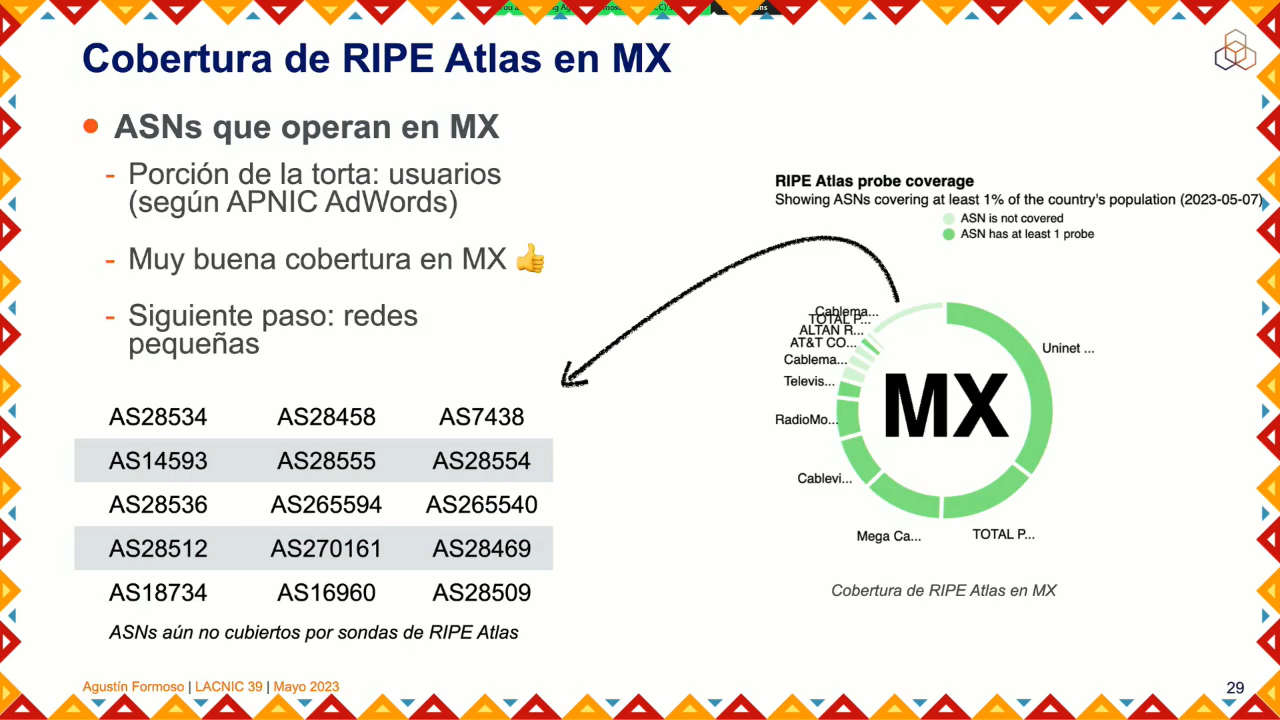 Cobertura de RIPE Atlas en MX
ASNs que operan en MX
- Porción de la torta: usuarios
(según APNIC AdWords)
- Muy buena cobertura en MX 👍
- Siguiente paso: redes
pequeñas
AS28534 AS28458 AS7438
AS14593 AS28555 AS28554
AS28536 AS265594 AS265540
AS28512 AS270161 AS28469
AS18734 AS16960 AS28509
ASNs aún no cubiertos por sondas de RIPE Atlas
RIPE Atlas probe coverage
Showing ASNs covering at least 1% of the country's population (2023-05-07)
ASN is not covered
ASN has at least 1 probe
Cablema...
TOTAL P...
ALTAN R...
AT&T CO...
Cablema...
Televis...
RadioMo...
Cablevi...
Mega Ca...
TOTAL P...
Uninet ...
MX
Cobertura de RIPE Atlas en MX
Agustín Formoso | LACNIC 39 | Mayo 2023
29